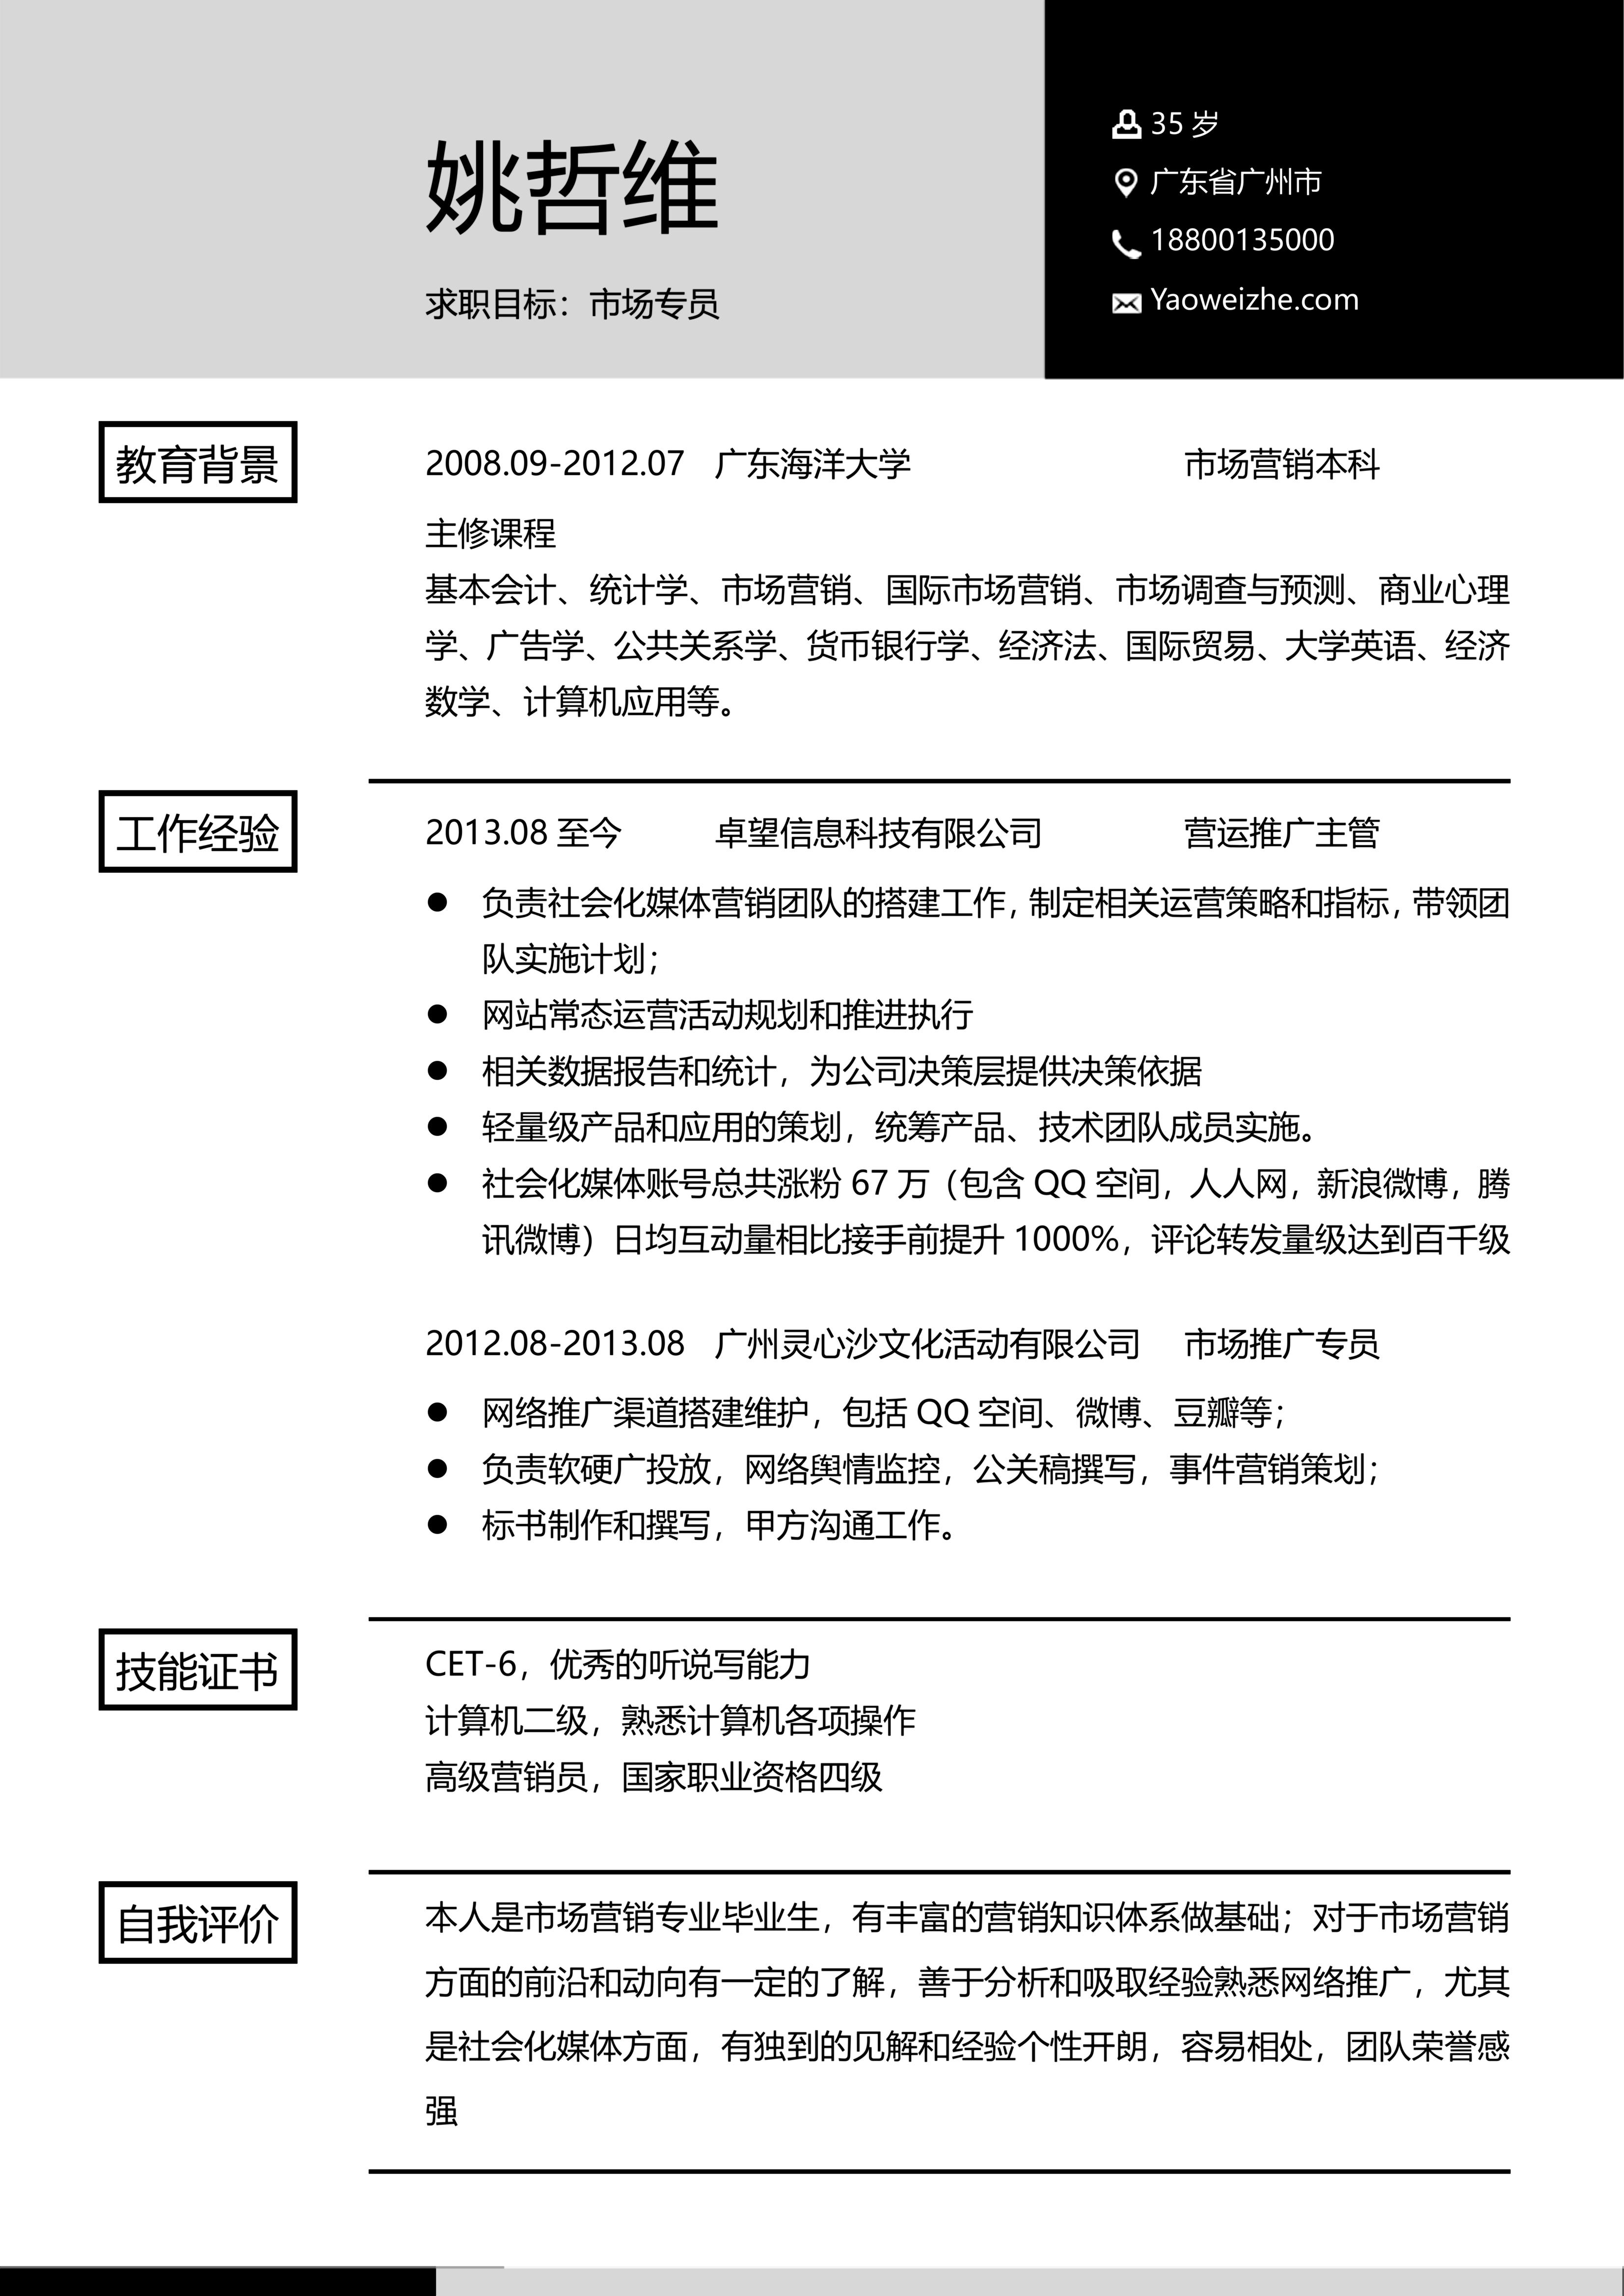 姚哲维
求职目标：市场专员
35 岁
广东省广州市
18800135000
Yaoweizhe.com
教育背景
2008.09-2012.07 广东海洋大学 市场营销本科
主修课程
基本会计、统计学、市场营销、国际市场营销、市场调查与预测、商业心理
学、广告学、公共关系学、货币银行学、经济法、国际贸易、大学英语、经济
数学、计算机应用等。
工作经验
2013.08 至今 卓望信息科技有限公司 营运推广主管
● 负责社会化媒体营销团队的搭建工作，制定相关运营策略和指标，带领团
队实施计划；
● 网站常态运营活动规划和推进执行
● 相关数据报告和统计，为公司决策层提供决策依据
● 轻量级产品和应用的策划，统筹产品、技术团队成员实施。
● 社会化媒体账号总共涨粉 67 万（包含 QQ 空间，人人网，新浪微博，腾
讯微博）日均互动量相比接手前提升 1000%，评论转发量级达到百千级
2012.08-2013.08 广州灵心沙文化活动有限公司 市场推广专员
● 网络推广渠道搭建维护，包括 QQ 空间、微博、豆瓣等；
● 负责软硬广投放，网络舆情监控，公关稿撰写，事件营销策划；
● 标书制作和撰写，甲方沟通工作。
技能证书
CET-6，优秀的听说写能力
计算机二级，熟悉计算机各项操作
高级营销员，国家职业资格四级
自我评价
本人是市场营销专业毕业生，有丰富的营销知识体系做基础；对于市场营销
方面的前沿和动向有一定的了解，善于分析和吸取经验熟悉网络推广，尤其
是社会化媒体方面，有独到的见解和经验个性开朗，容易相处，团队荣誉感
强